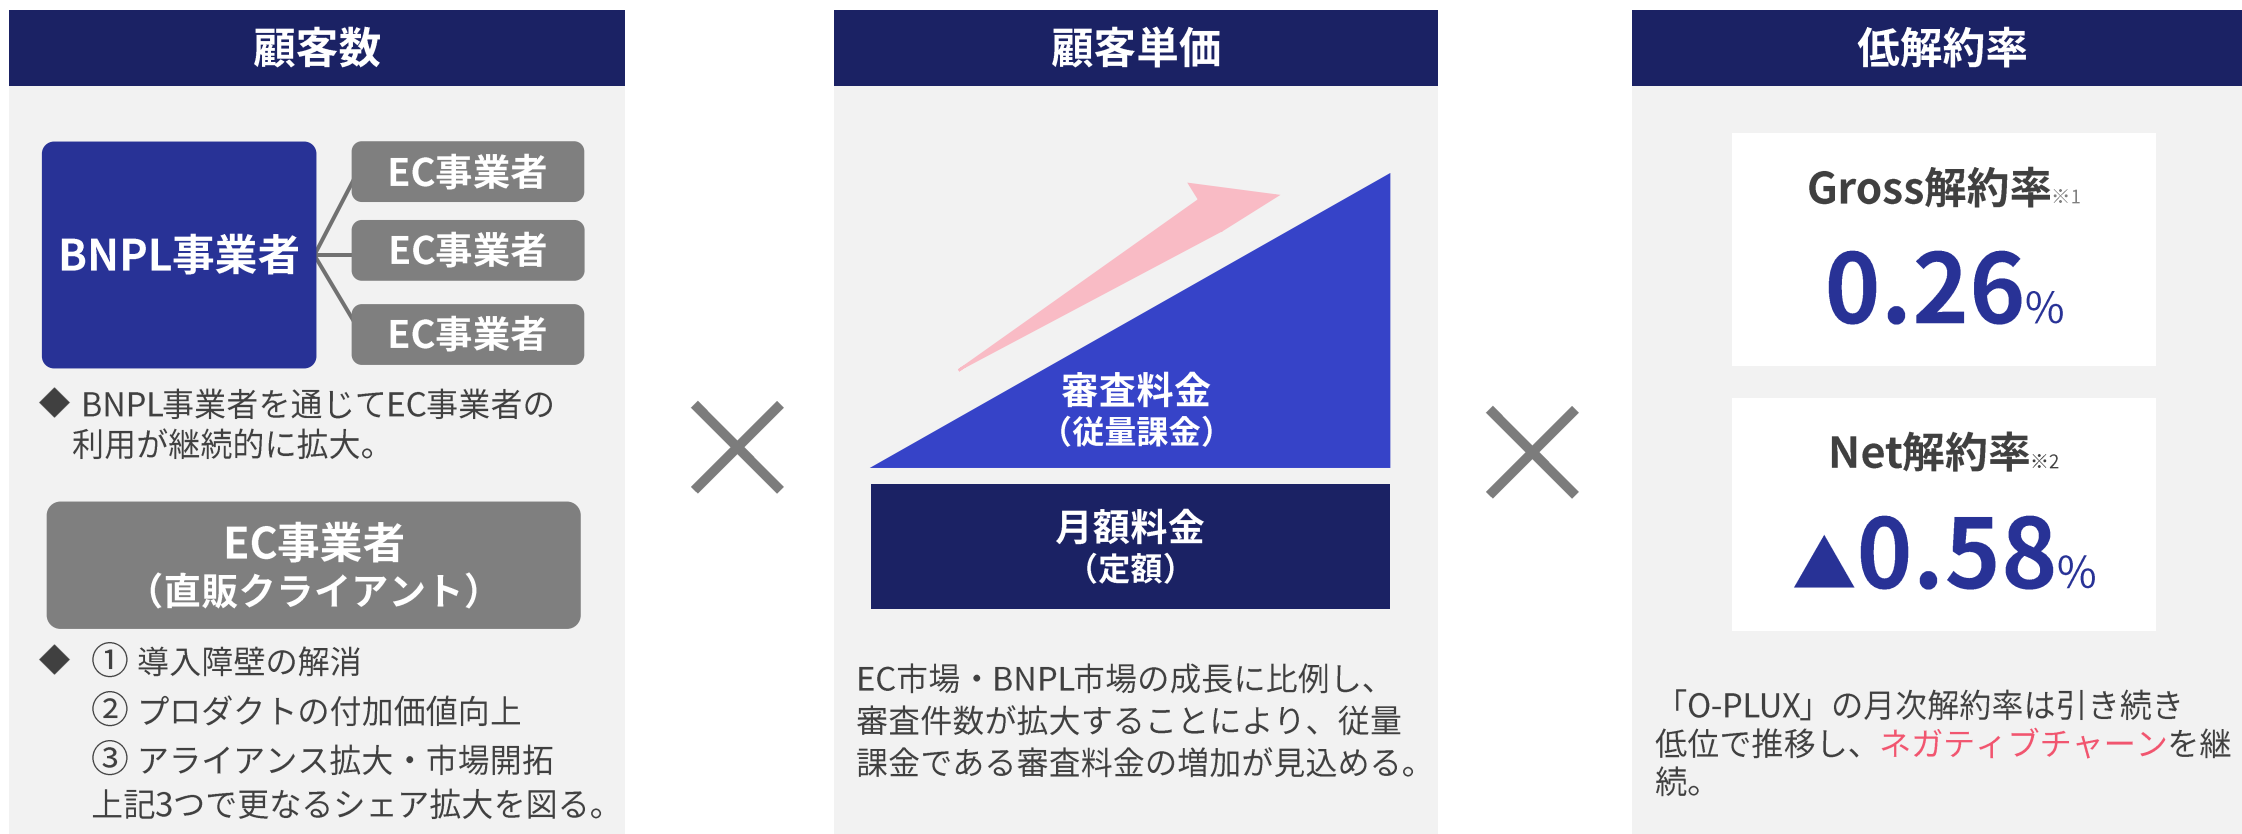 顧客数
BNPL事業者
EC事業者
EC事業者
EC事業者
◆ BNPL事業者を通じてEC事業者の
利用が継続的に拡大。
EC事業者
（直販クライアント）
◆ ① 導入障壁の解消
② プロダクトの付加価値向上
③ アライアンス拡大・市場開拓
上記3つで更なるシェア拡大を図る。
顧客単価
審査料金
（従量課金）
月額料金
（定額）
EC市場・BNPL市場の成長に比例し、
審査件数が拡大することにより、従量
課金である審査料金の増加が見込める。
低解約率
Gross解約率※1
0.26%
Net解約率※2
▲0.58%
「O-PLUX」の月次解約率は引き続き
低位で推移し、ネガティブチャーンを継
続。